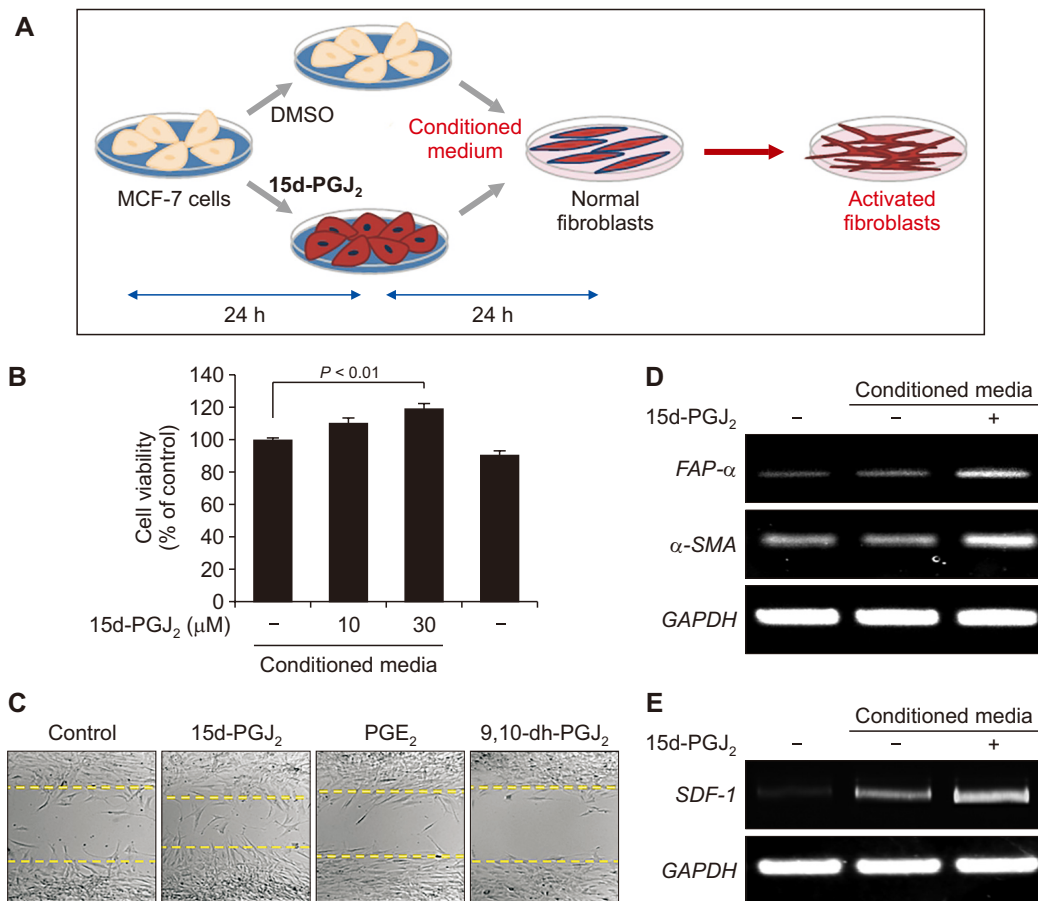 A
DMSO
Conditioned
medium
MCF-7 cells
15d-PGJ₂
Normal
fibroblasts
Activated
fibroblasts
24 h
24 h
B
P < 0.01
Cell viability
(% of control)
140
120
100
80
60
40
20
0
15d-PGJ₂ (μM)
–
10
30
–
Conditioned media
C
Control
15d-PGJ₂
PGE₂
9,10-dh-PGJ₂
D
Conditioned media
15d-PGJ₂
–
–
+
FAP-α
α-SMA
GAPDH
E
Conditioned media
15d-PGJ₂
–
–
+
SDF-1
GAPDH